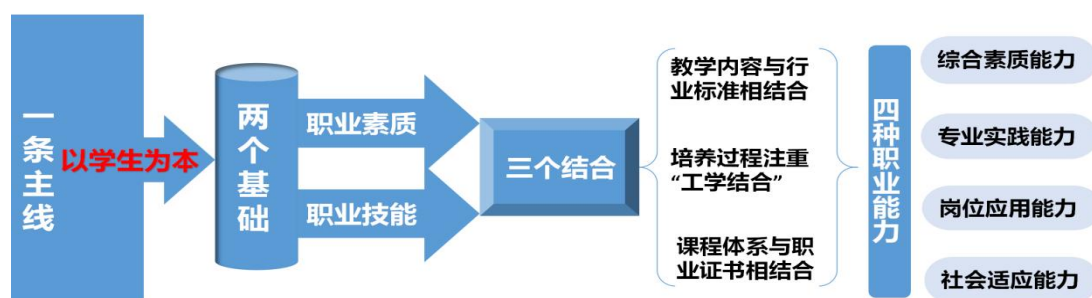 一条主线
以学生为本
两个基础
职业素质
职业技能
三个结合
教学内容与行
业标准相结合
培养过程注重
“工学结合”
课程体系与职
业证书相结合
四种职业能力
综合素质能力
专业实践能力
岗位应用能力
社会适应能力